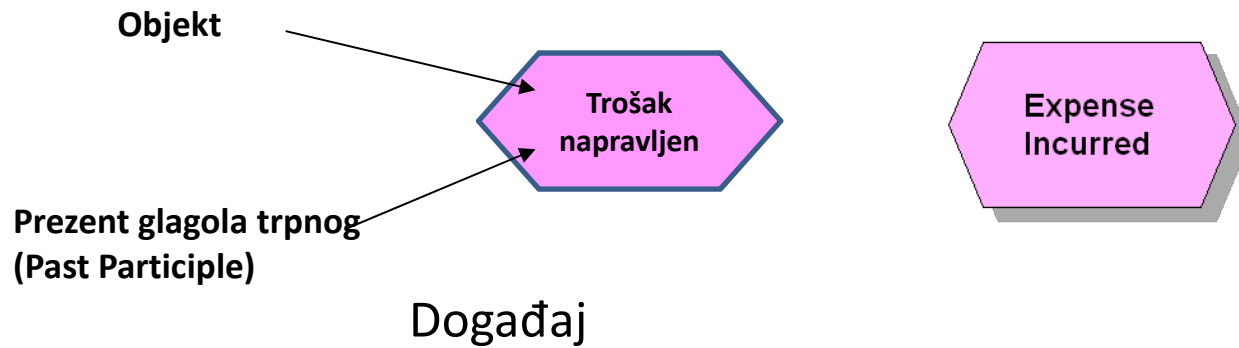 Objekt
Trošak
napravljen
Expense
Incurred
Prezent glagola trpnog
(Past Participle)
Događaj